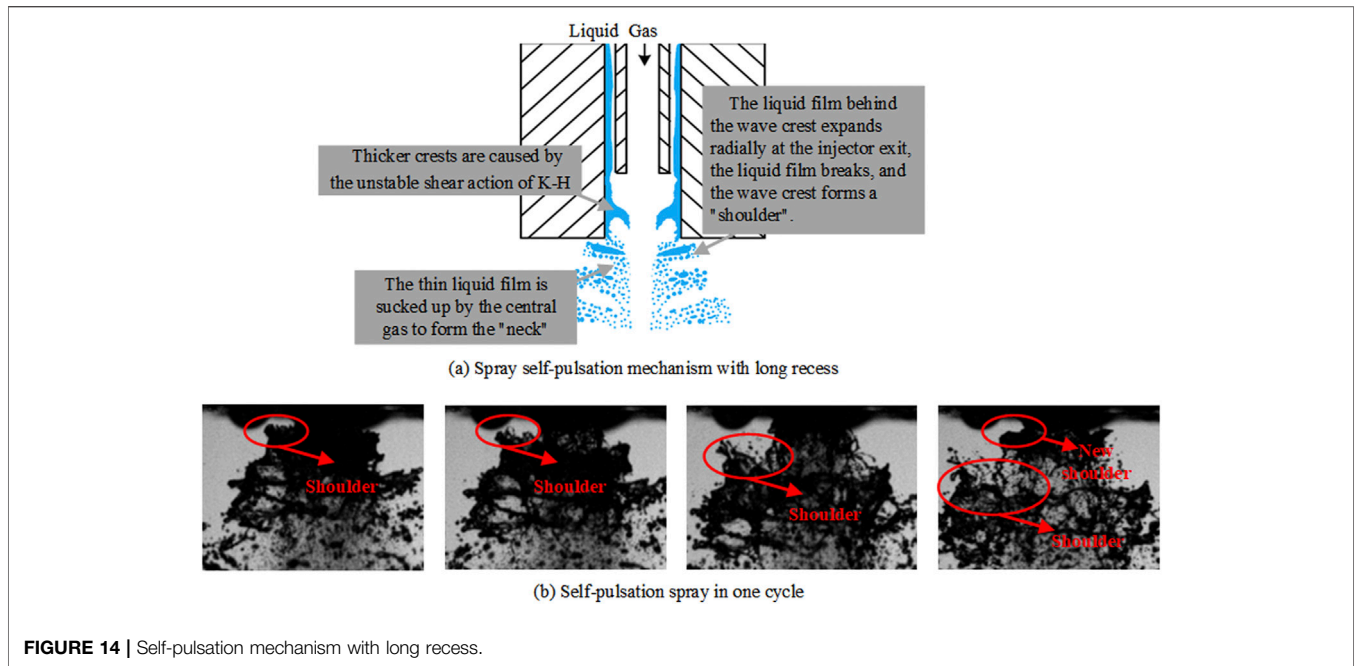 Liquid Gas
Thicker crests are caused by
the unstable shear action of K-H
The liquid film behind
the wave crest expands
radially at the injector exit,
the liquid film breaks, and
the wave crest forms a
"shoulder".
The thin liquid film is
sucked up by the central
gas to form the "neck"
(a) Spray self-pulsation mechanism with long recess
Shoulder
Shoulder
Shoulder
New
shoulder
Shoulder
(b) Self-pulsation spray in one cycle
FIGURE 14 | Self-pulsation mechanism with long recess.